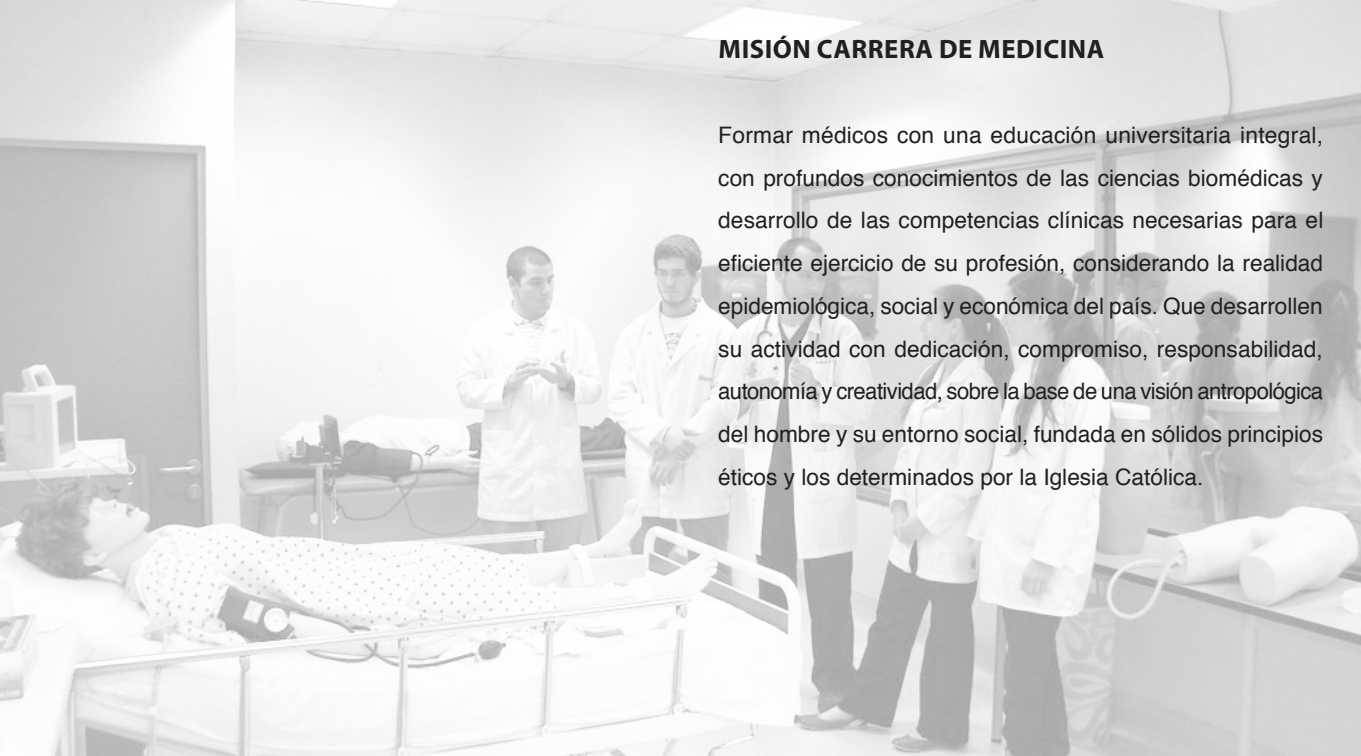 MISIÓN CARRERA DE MEDICINA
Formar médicos con una educación universitaria integral,
con profundos conocimientos de las ciencias biomédicas y
desarrollo de las competencias clínicas necesarias para el
eficiente ejercicio de su profesión, considerando la realidad
epidemiológica, social y económica del país. Que desarrollen
su actividad con dedicación, compromiso, responsabilidad,
autonomía y creatividad, sobre la base de una visión antropológica
del hombre y su entorno social, fundada en sólidos principios
éticos y los determinados por la Iglesia Católica.